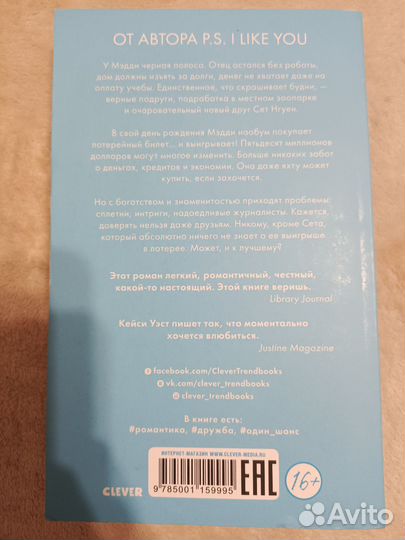 ОТ АВТОРА P.S. I LIKE YOU
У Мэдди черная полоса. Отец остался без работы,
дом должны изъять за долги, денег не хватает даже на
оплату учебы. Единственное, что скрашивает будни, —
верные подруги, подработка в местном зоопарке
и очаровательный новый друг Сет Нгуен.
В свой день рождения Мэдди наобум покупает
лотерейный билет... и выигрывает! Пятьдесят миллионов
долларов могут многое изменить. Больше никаких забот
о деньгах, кредитов и экономии. Она даже яхту может
купить, если захочется.
Но с богатством и знаменитостью приходят проблемы:
сплетни, интриги, надоедливые журналисты. Кажется,
доверять нельзя даже друзьям. Никому, кроме Сета,
который абсолютно ничего не знает о ее выигрыше
в лотерее. Может, и к лучшему?
Этот роман легкий, романтичный, честный,
какой-то настоящий. Этой книге веришь.
Library Journal
Кейси Уэст пишет так, что моментально
хочется влюбиться.
Justine Magazine
facebook.com/CleverTrendbooks
vk.com/clever_trendbooks
clever_trendbooks
В книге есть:
#романтика, #дружба, #один_шанс
ИНТЕРНЕТ-МАГАЗИН WWW.CLEVER-MEDIA.RU
CLEVER
9 785001 159995
EAC
16+
Avito